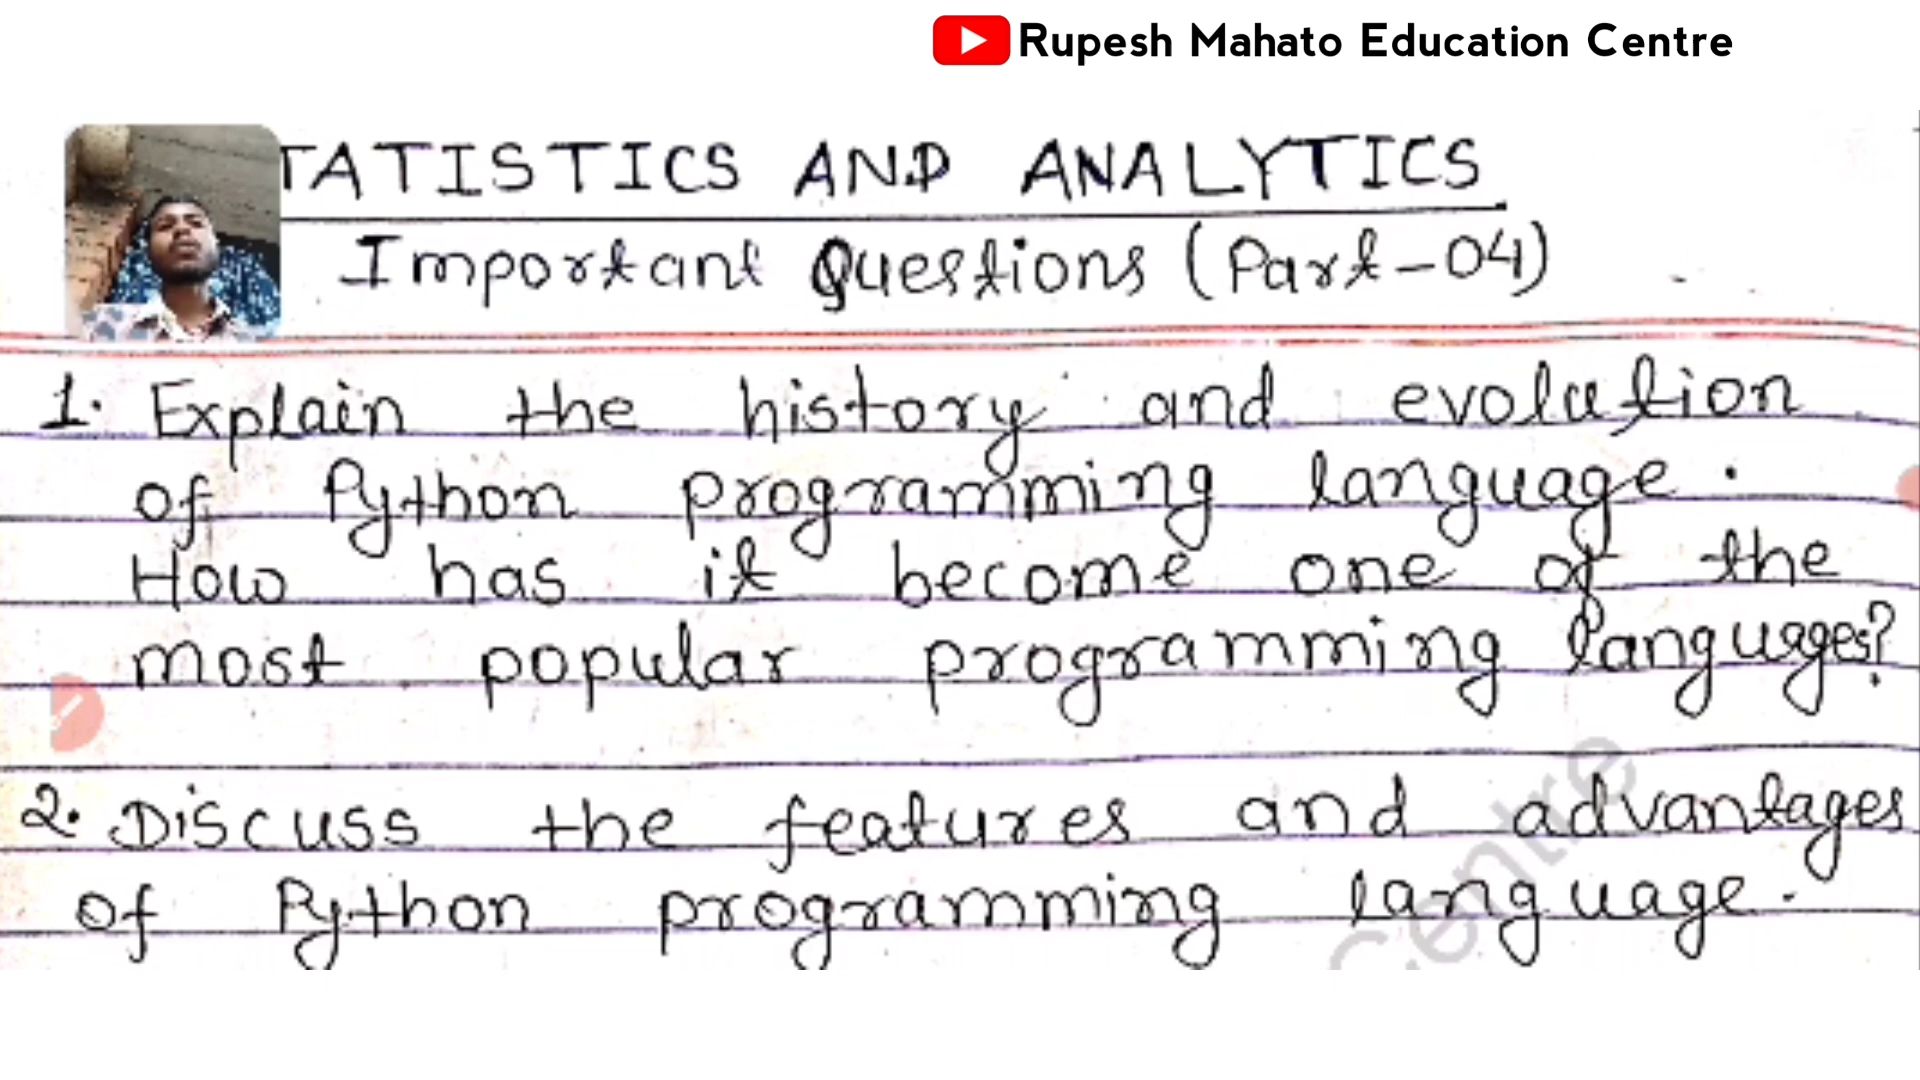 Rupesh Mahato Education Centre
TATISTICS AND ANALYTICS
Important Questions (Part-04)
1. Explain the history and evolution
of Python programming language.
How has it become one of the
most popular programming languages?
2. Discuss the features and advantages
of Python programming language.
Centre